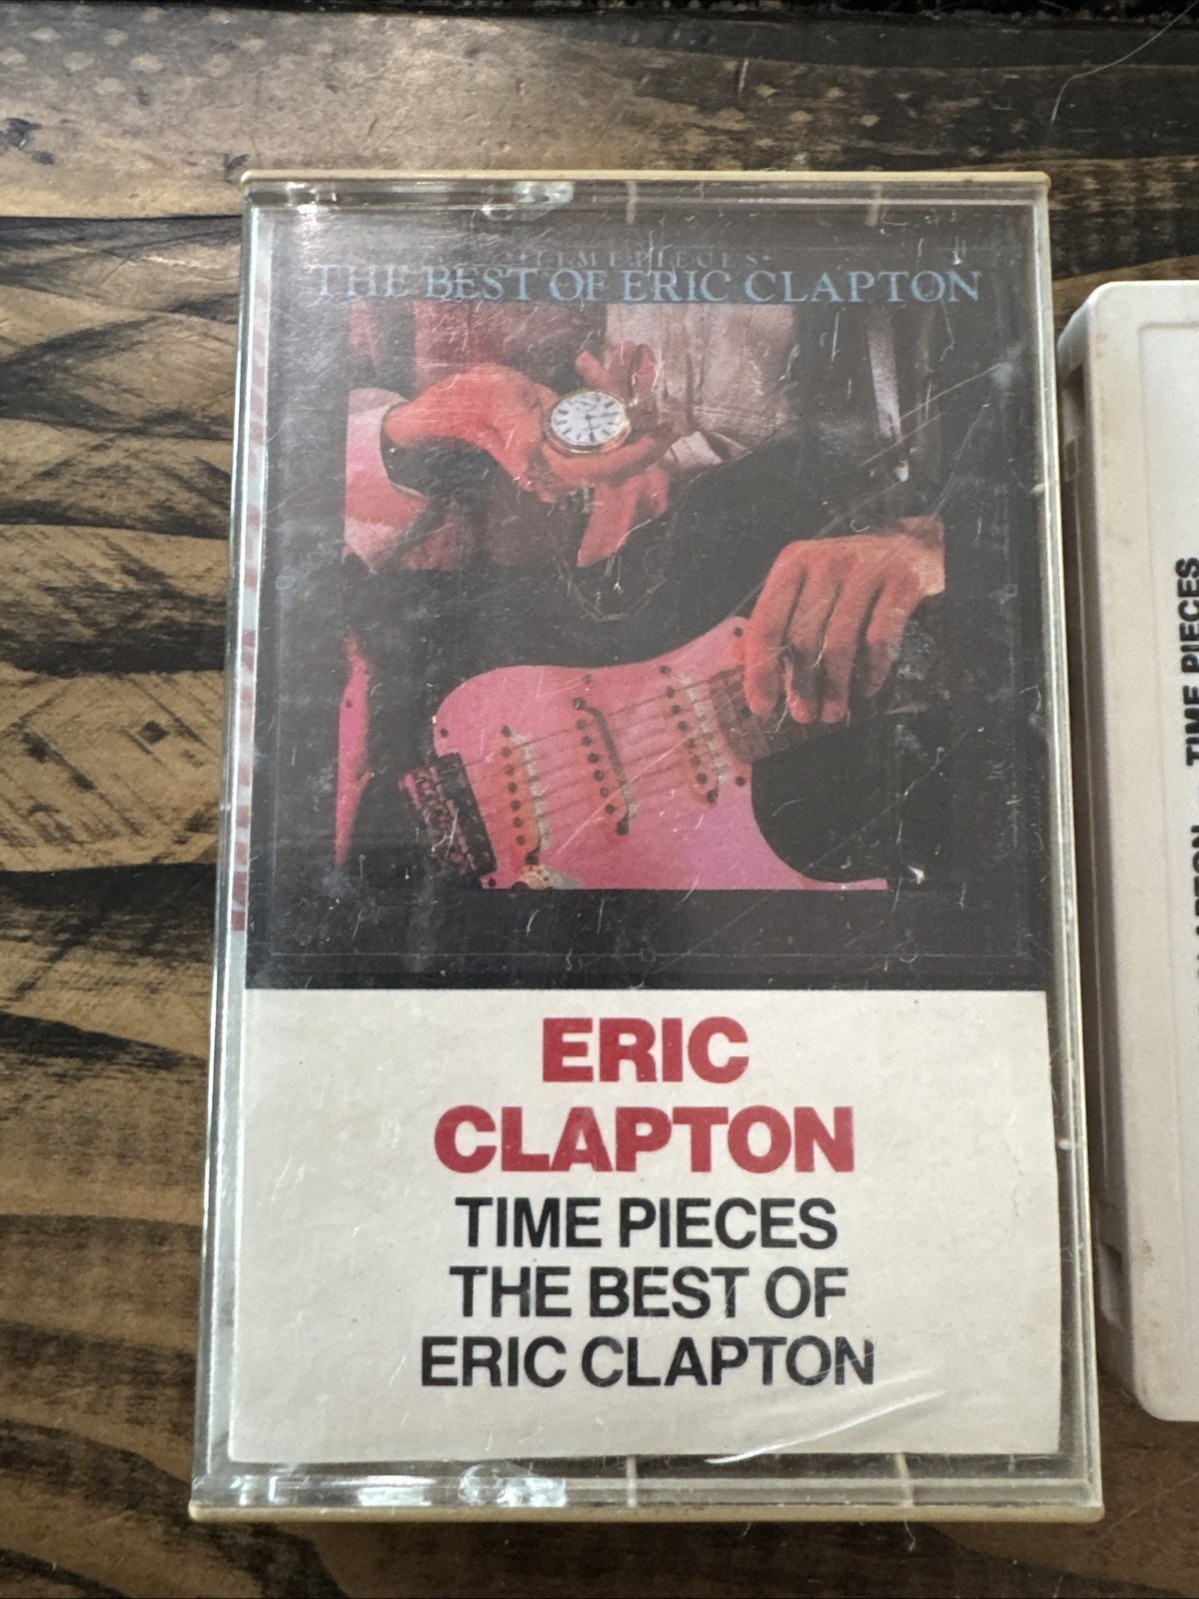 •TIMEPIECES•
THE BEST OF ERIC CLAPTON
ERIC
CLAPTON
TIME PIECES
THE BEST OF
ERIC CLAPTON
TIME PIECES